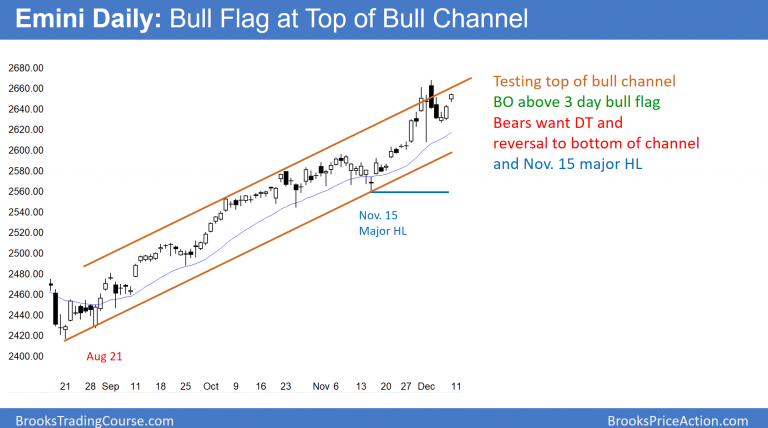 Emini Daily: Bull Flag at Top of Bull Channel
2680.00
2660.00
2640.00
2620.00
2600.00
2580.00
2560.00
2540.00
2520.00
2500.00
2480.00
2460.00
2440.00
2420.00
2400.00
Testing top of bull channel
BO above 3 day bull flag
Bears want DT and
reversal to bottom of channel
and Nov. 15 major HL
Nov. 15
Major HL
Aug 21
21 28 Sep 11 18 25 Oct 9 16 23 Nov 6 13 20 27 Dec 11
BrooksTradingCourse.com BrooksPriceAction.com